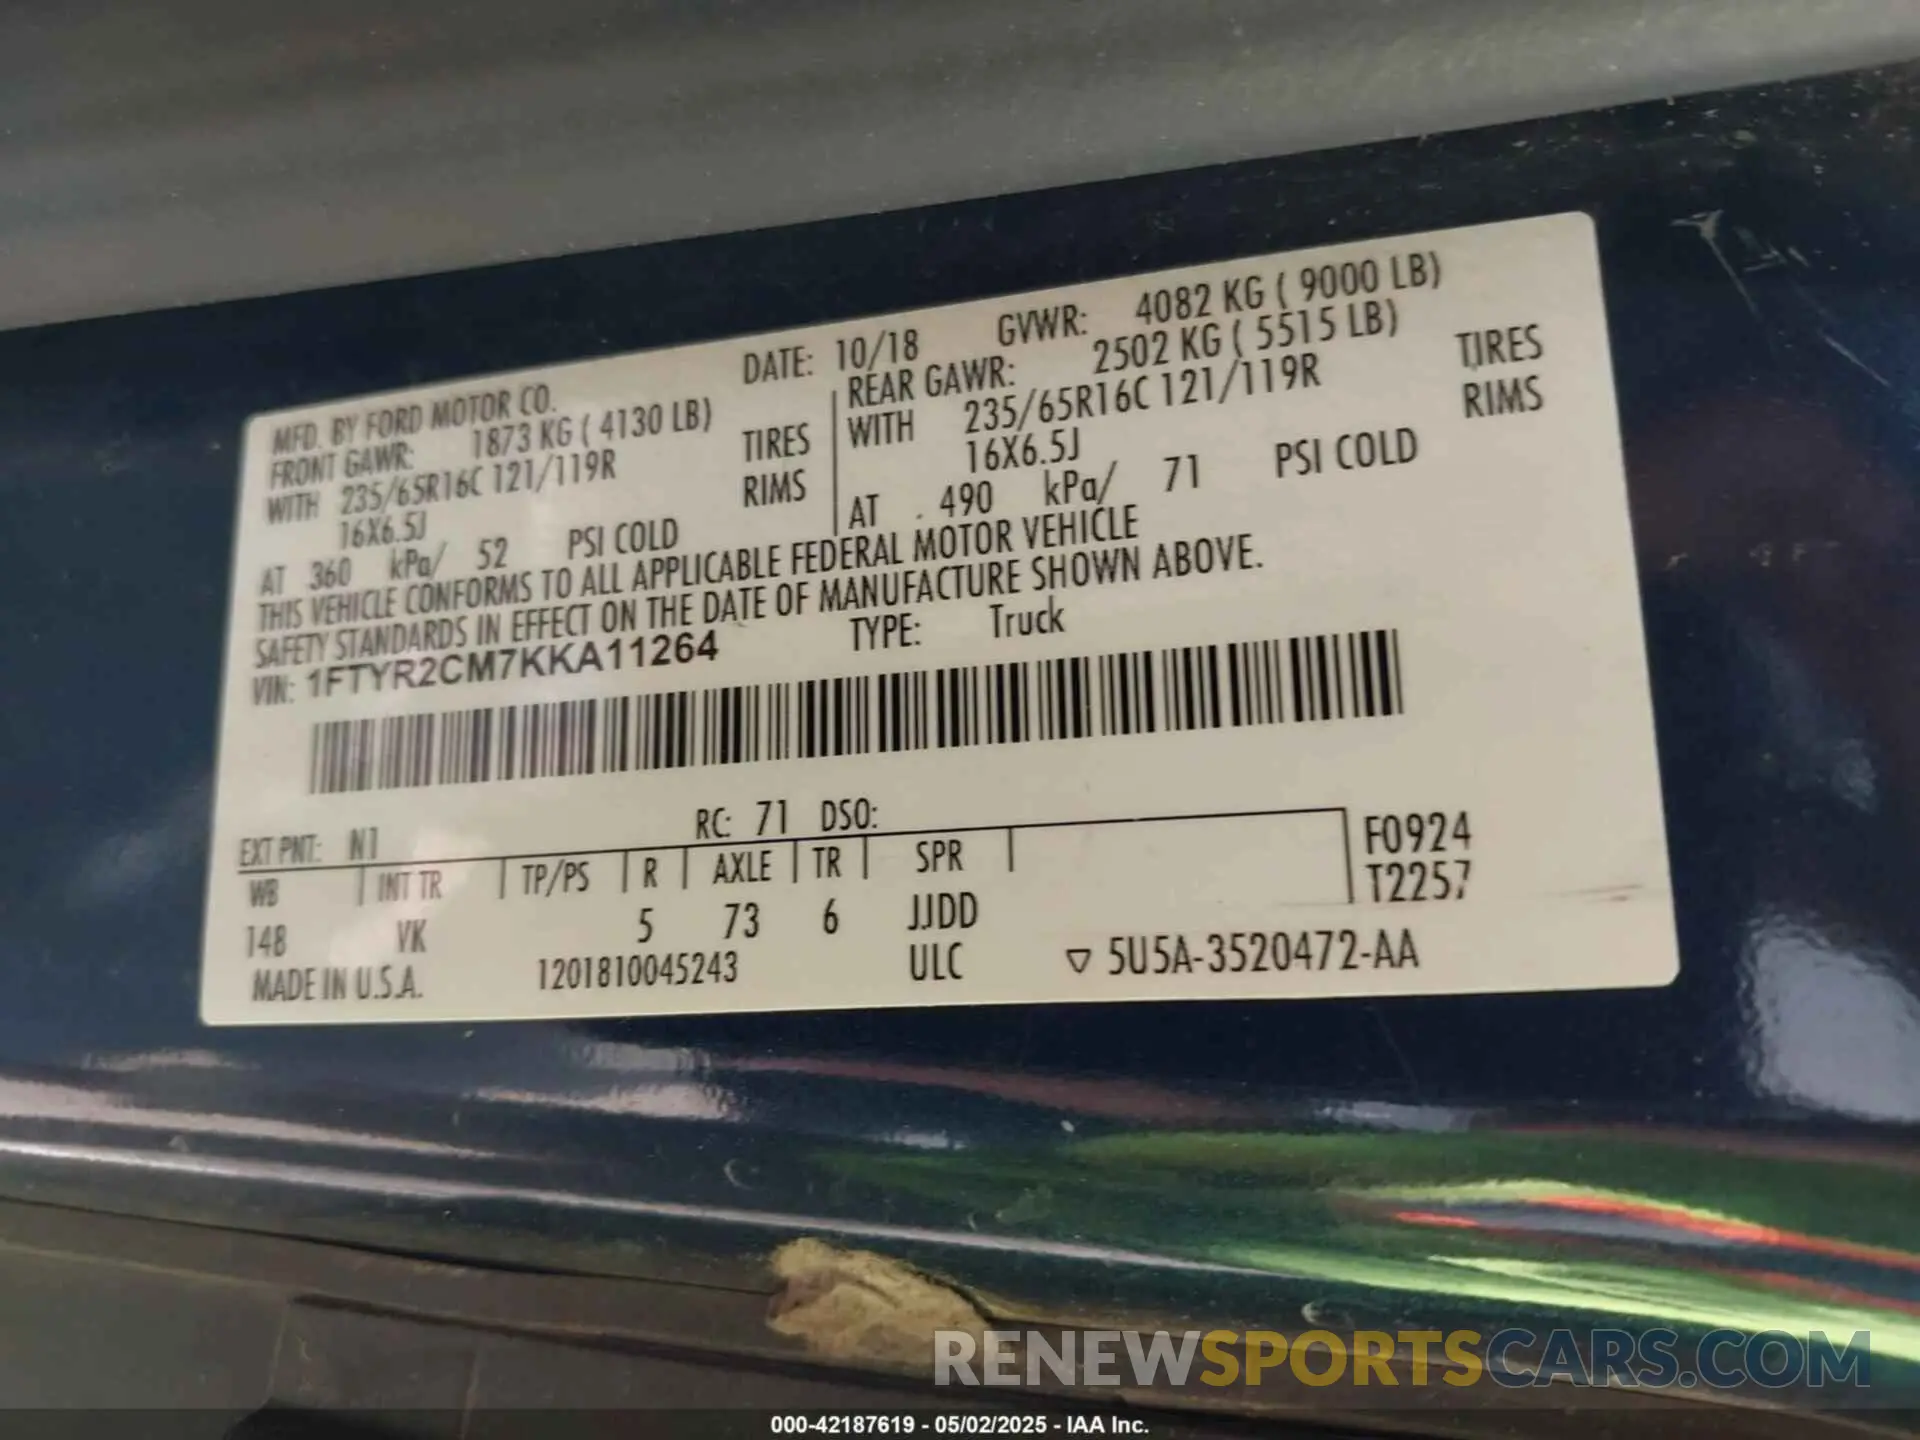 MFD. BY FORD MOTOR CO. DATE: 10/18 GVWR: 4082 KG ( 9000 LB)
FRONT GAWR: 1873 KG ( 4130 LB) REAR GAWR: 2502 KG ( 5515 LB)
WITH 235/65R16C 121/119R TIRES WITH 235/65R16C 121/119R TIRES
16X6.5J RIMS 16X6.5J RIMS
AT 360 kPa/ 52 PSI COLD AT 490 kPa/ 71 PSI COLD
THIS VEHICLE CONFORMS TO ALL APPLICABLE FEDERAL MOTOR VEHICLE
SAFETY STANDARDS IN EFFECT ON THE DATE OF MANUFACTURE SHOWN ABOVE.
VIN: 1FTYR2CM7KKA11264 TYPE: Truck
EXT PNT: N1 RC: 71 DSO:
WB INT TR TP/PS R AXLE TR SPR F0924
148 VK 5 73 6 JJDD T2257
MADE IN U.S.A. 1201810045243 ULC ▽ 5U5A-3520472-AA
RENEWSPORTSCARS.COM
000-42187619 - 05/02/2025 - IAA Inc.